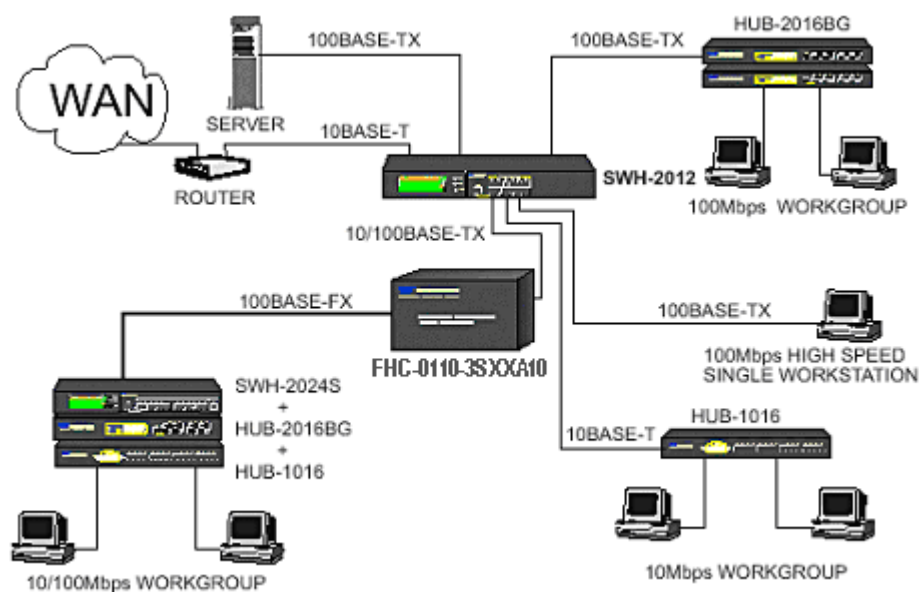 HUB-2016BG
100BASE-TX
100BASE-TX
WAN
SERVER
10BASE-T
ROUTER
SWH-2012
100Mbps WORKGROUP
10/100BASE-TX
100BASE-FX
100BASE-TX
FHC-0110-3SXXA10
100Mbps HIGH SPEED
SINGLE WORKSTATION
SWH-2024S
+
HUB-2016BG
+
HUB-1016
HUB-1016
10BASE-T
10/100Mbps WORKGROUP
10Mbps WORKGROUP